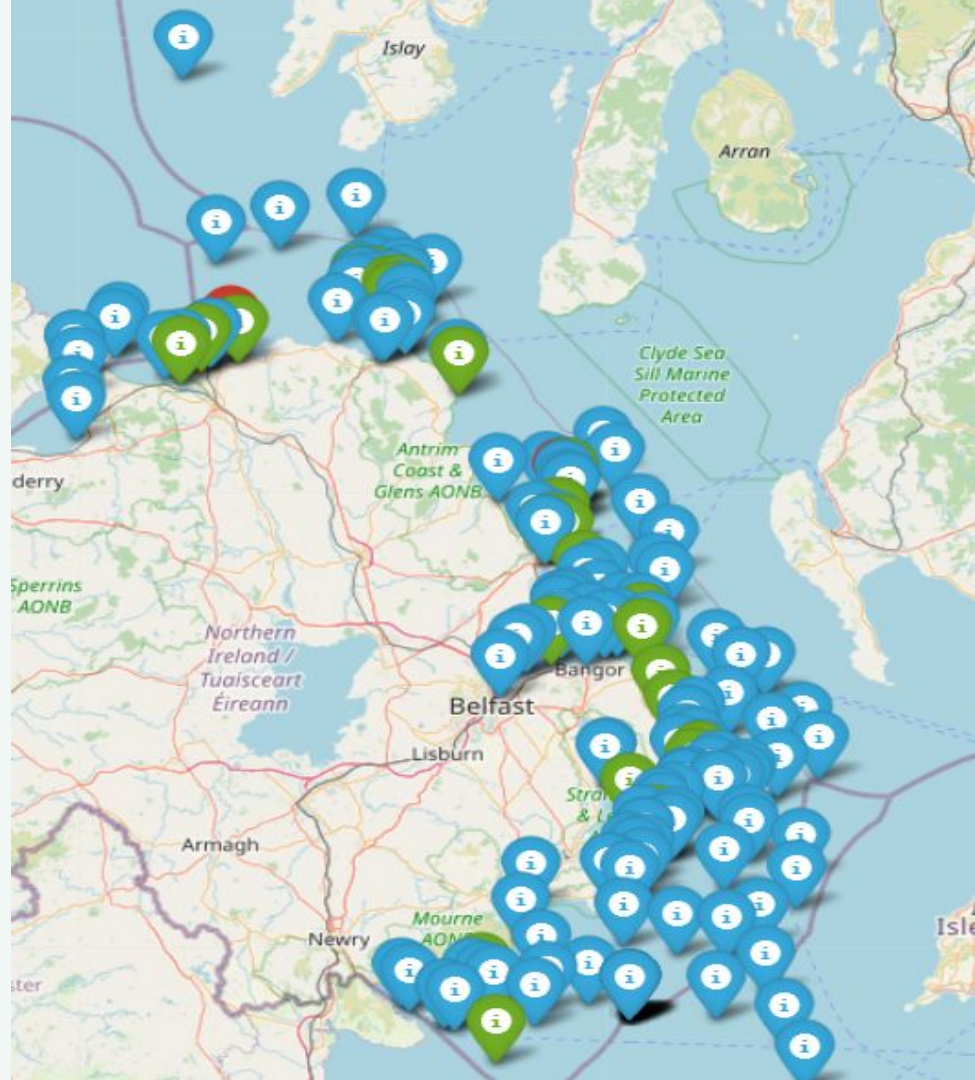 Islay
Arran
Clyde Sea
Sill Marine
Protected
Area
Antrim
Coast &
Glens AONB
derry
Sperrins
AONB
Northern
Ireland /
Tuaisceart
Éireann
Bangor
Belfast
Lisburn
Armagh
Mourne
Newry
Isle
ster